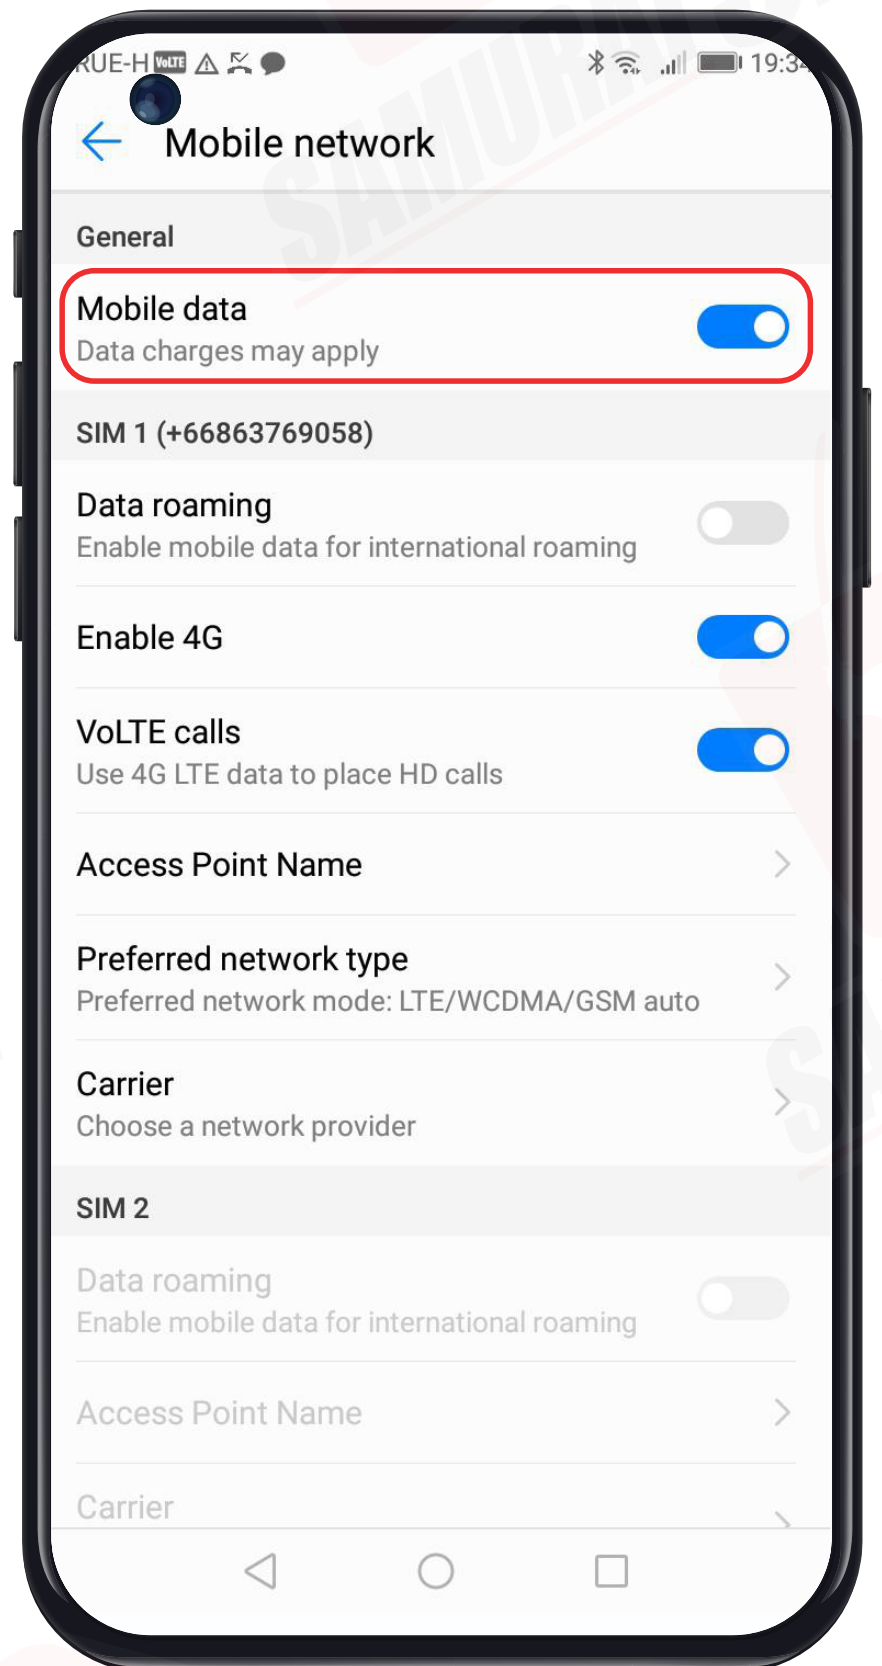 RUE-H VoLTE 19:34
Mobile network
General
Mobile data
Data charges may apply
SIM 1 (+66863769058)
Data roaming
Enable mobile data for international roaming
Enable 4G
VoLTE calls
Use 4G LTE data to place HD calls
Access Point Name
Preferred network type
Preferred network mode: LTE/WCDMA/GSM auto
Carrier
Choose a network provider
SIM 2
Data roaming
Enable mobile data for international roaming
Access Point Name
Carrier